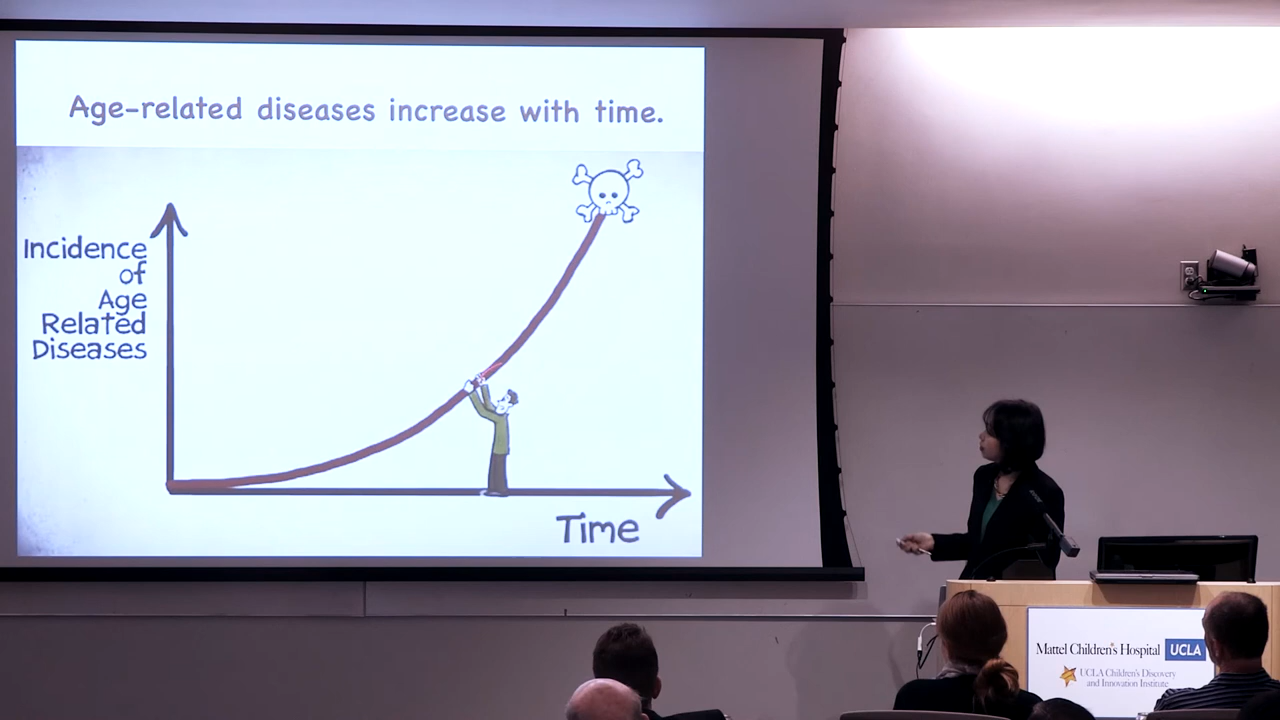 Age-related diseases increase with time.
Incidence
of
Age
Related
Diseases
Time
Mattel Children's Hospital UCLA
UCLA Children's Discovery
and Innovation Institute